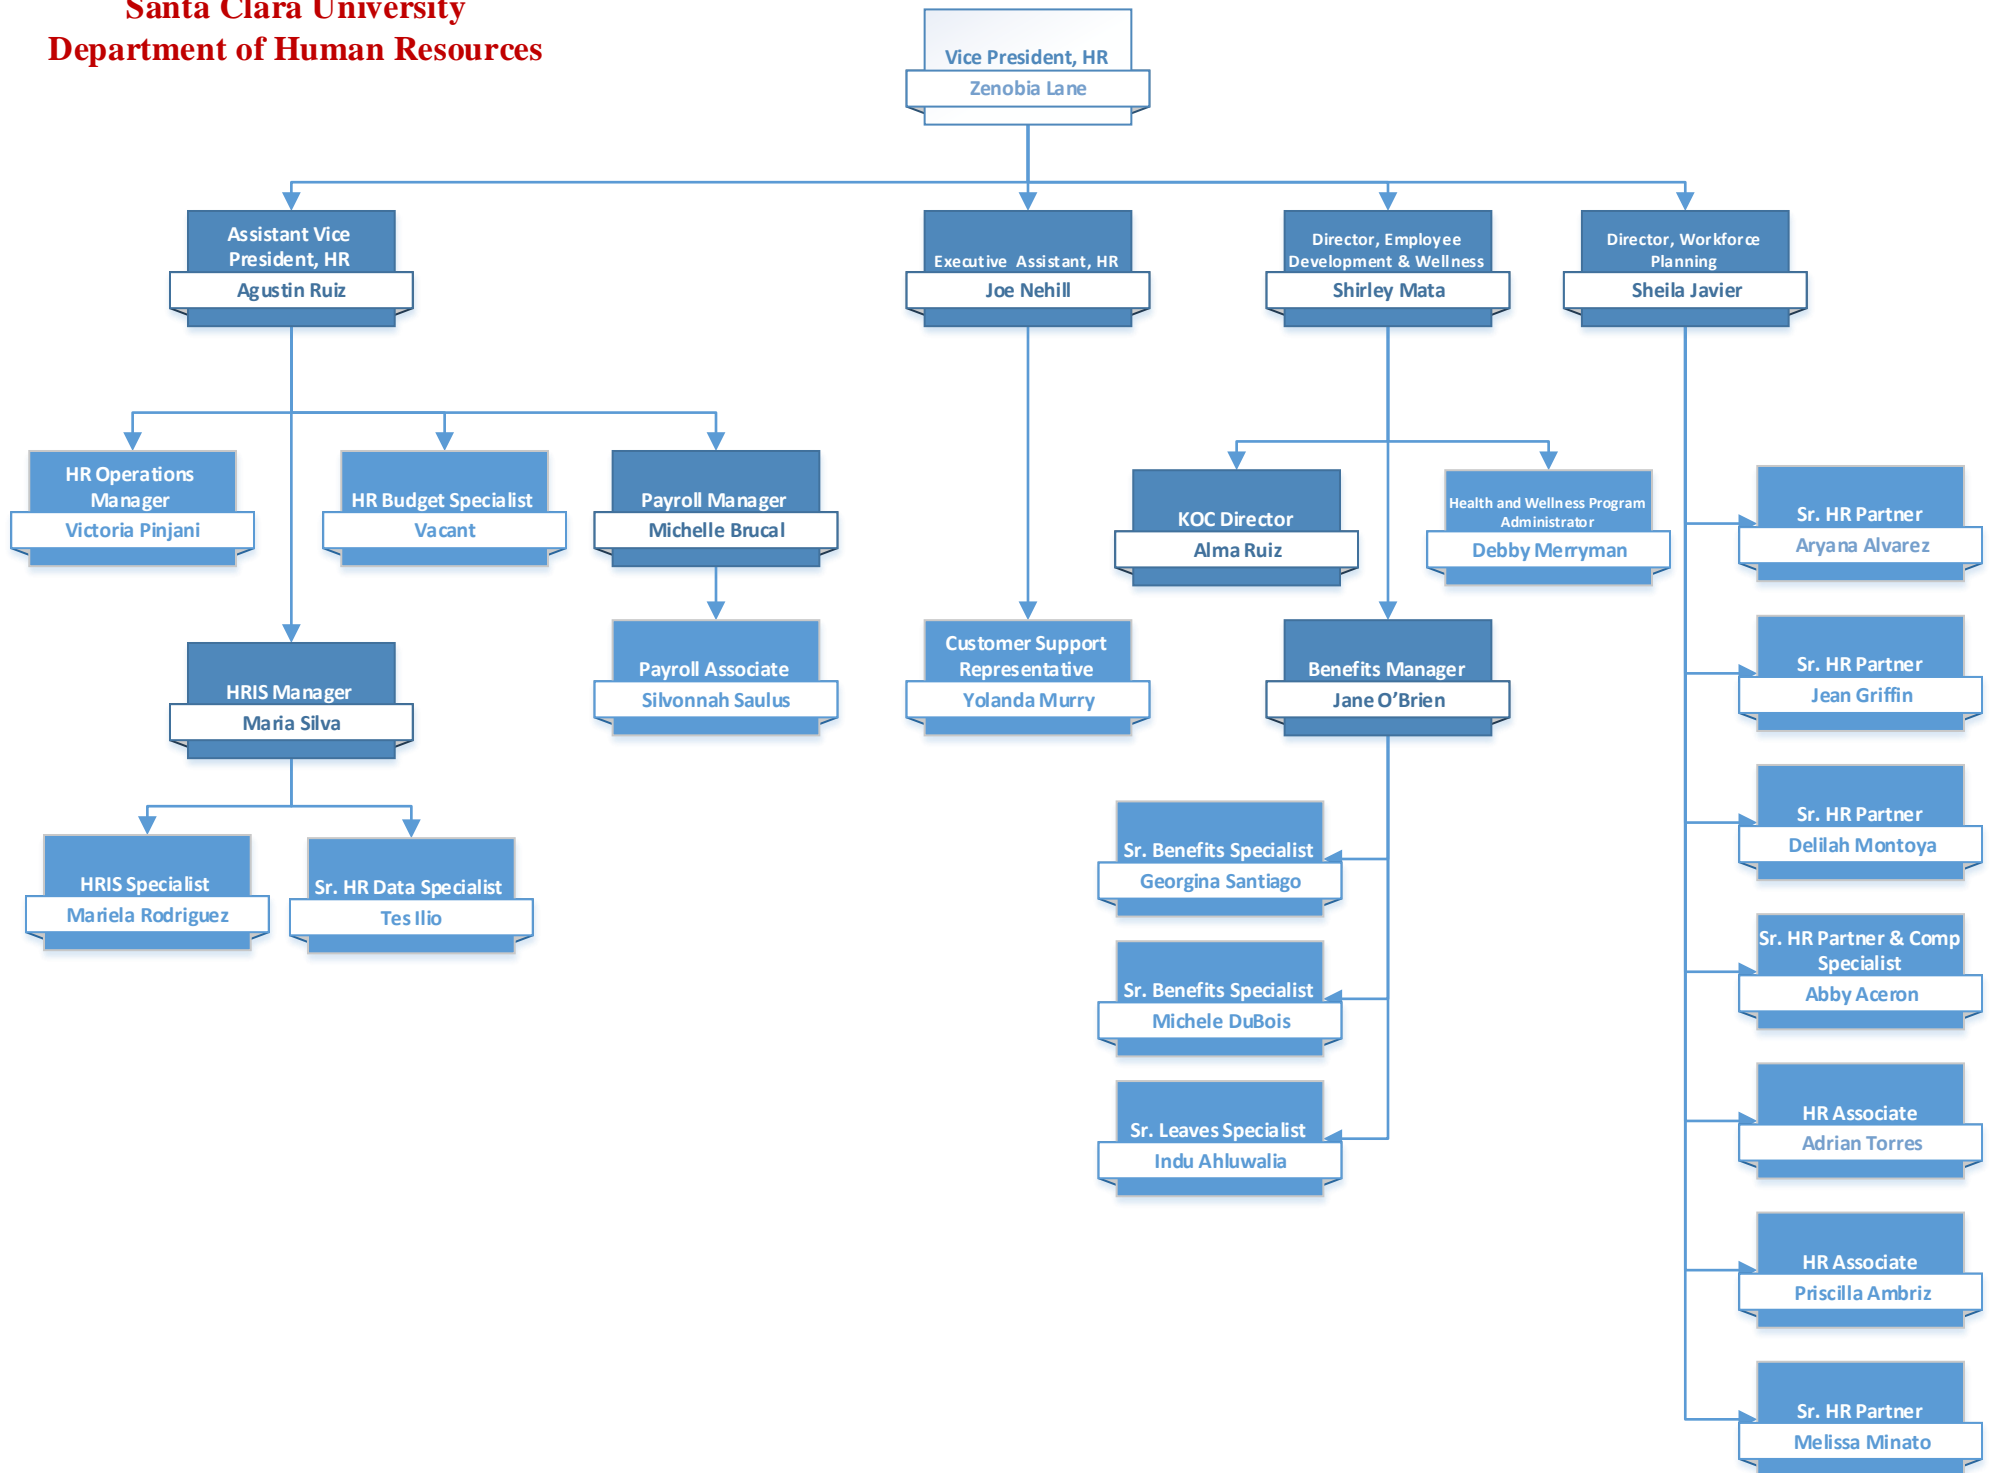 Santa Clara University
Department of Human Resources
Vice President, HR
Zenobia Lane
Assistant Vice
President, HR
Agustin Ruiz
Executive Assistant, HR
Joe Nehill
Director, Employee
Development & Wellness
Shirley Mata
Director, Workforce
Planning
Sheila Javier
HR Operations
Manager
Victoria Pinjani
HR Budget Specialist
Vacant
Payroll Manager
Michelle Brucal
KOC Director
Alma Ruiz
Health and Wellness Program
Administrator
Debby Merryman
Sr. HR Partner
Aryana Alvarez
HRIS Manager
Maria Silva
Payroll Associate
Silvonnah Saulus
Customer Support
Representative
Yolanda Murry
Benefits Manager
Jane O’Brien
Sr. HR Partner
Jean Griffin
HRIS Specialist
Mariela Rodriguez
Sr. HR Data Specialist
Tes Ilio
Sr. Benefits Specialist
Georgina Santiago
Sr. HR Partner
Delilah Montoya
Sr. Benefits Specialist
Michele DuBois
Sr. HR Partner & Comp
Specialist
Abby Aceron
Sr. Leaves Specialist
Indu Ahluwalia
HR Associate
Adrian Torres
HR Associate
Priscilla Ambriz
Sr. HR Partner
Melissa Minato